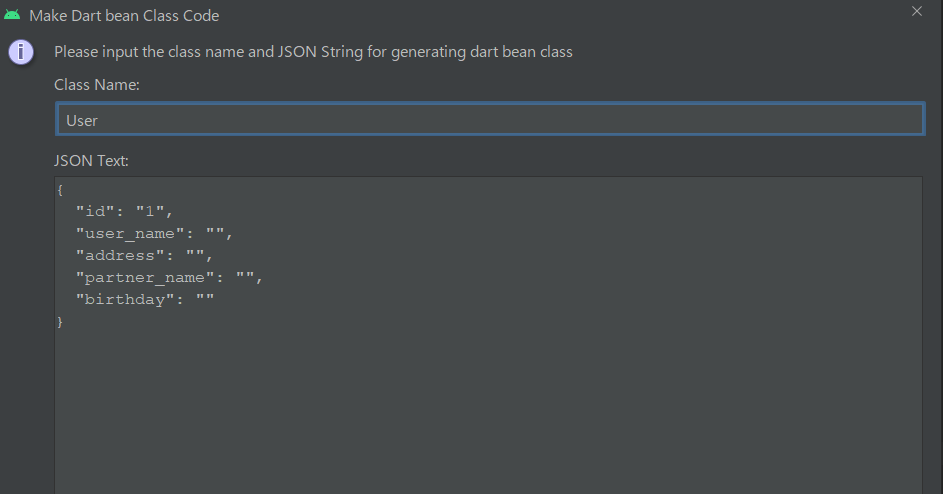 Make Dart bean Class Code
Please input the class name and JSON String for generating dart bean class
Class Name:
User
JSON Text:
{
"id": "1",
"user_name": "",
"address": "",
"partner_name": "",
"birthday": ""
}